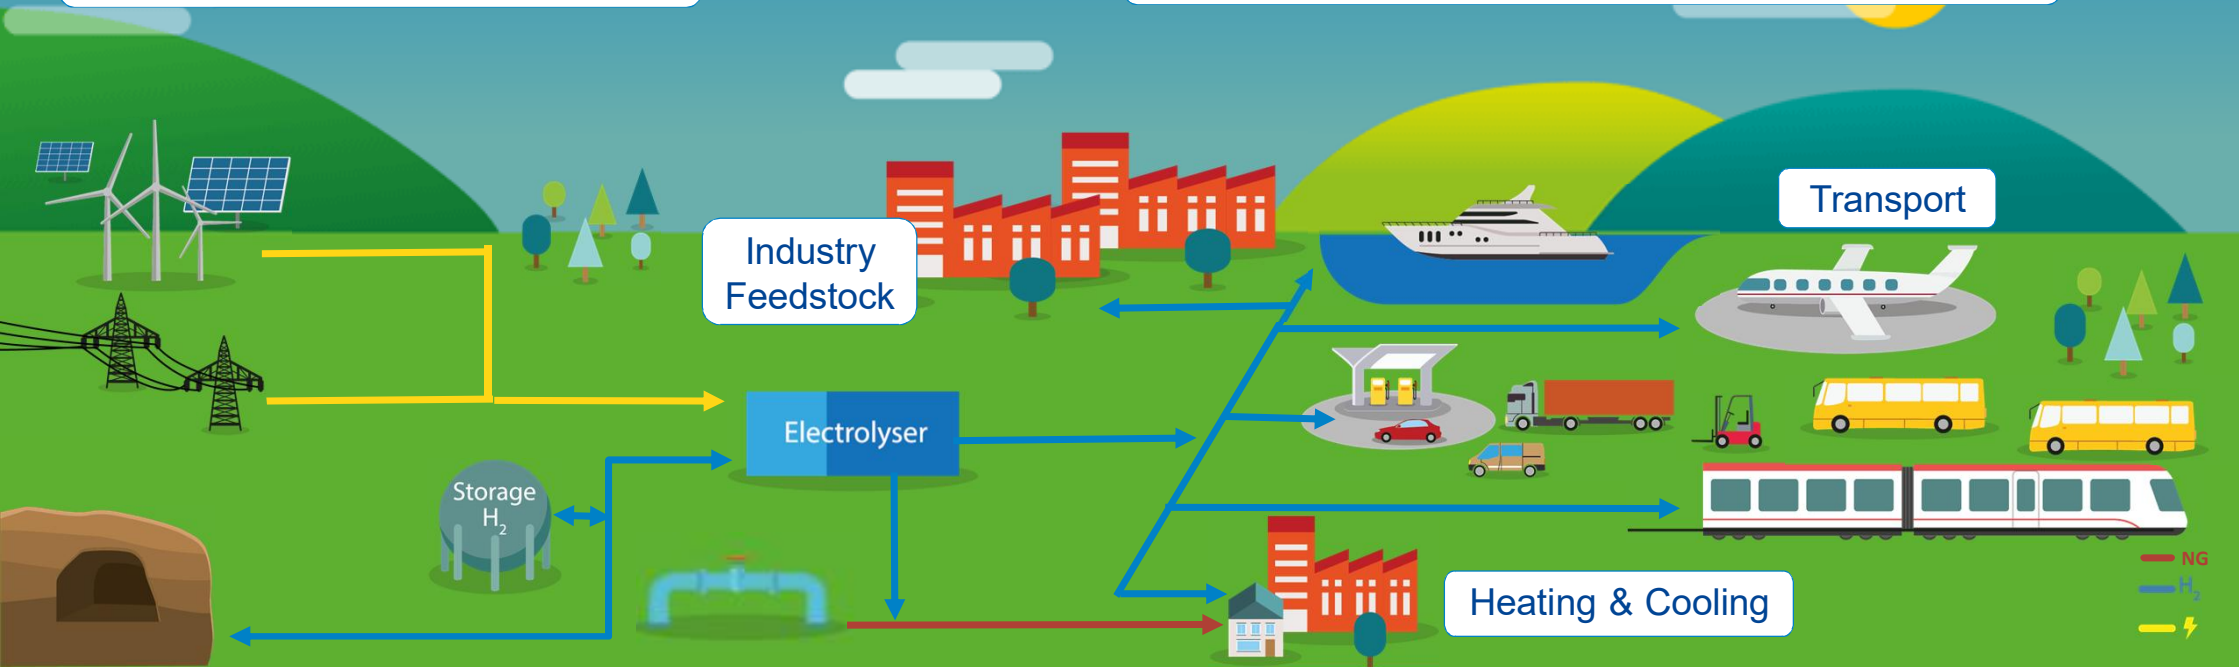 Transport
Industry
Feedstock
Electrolyser
Storage
H₂
NG
H₂
Heating & Cooling